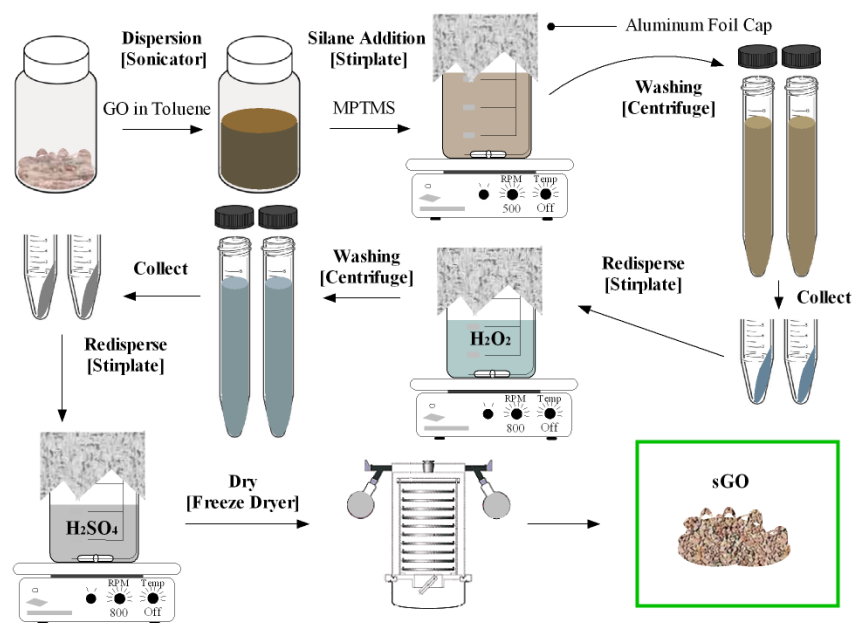 Dispersion
[Sonicator]
GO in Toluene
Silane Addition
[Stirplate]
MPTMS
Aluminum Foil Cap
RPM
Temp
500
Off
Washing
[Centrifuge]
Collect
Redisperse
[Stirplate]
H₂O₂
RPM
Temp
800
Off
Washing
[Centrifuge]
Collect
Redisperse
[Stirplate]
H₂SO₄
RPM
Temp
800
Off
Dry
[Freeze Dryer]
sGO